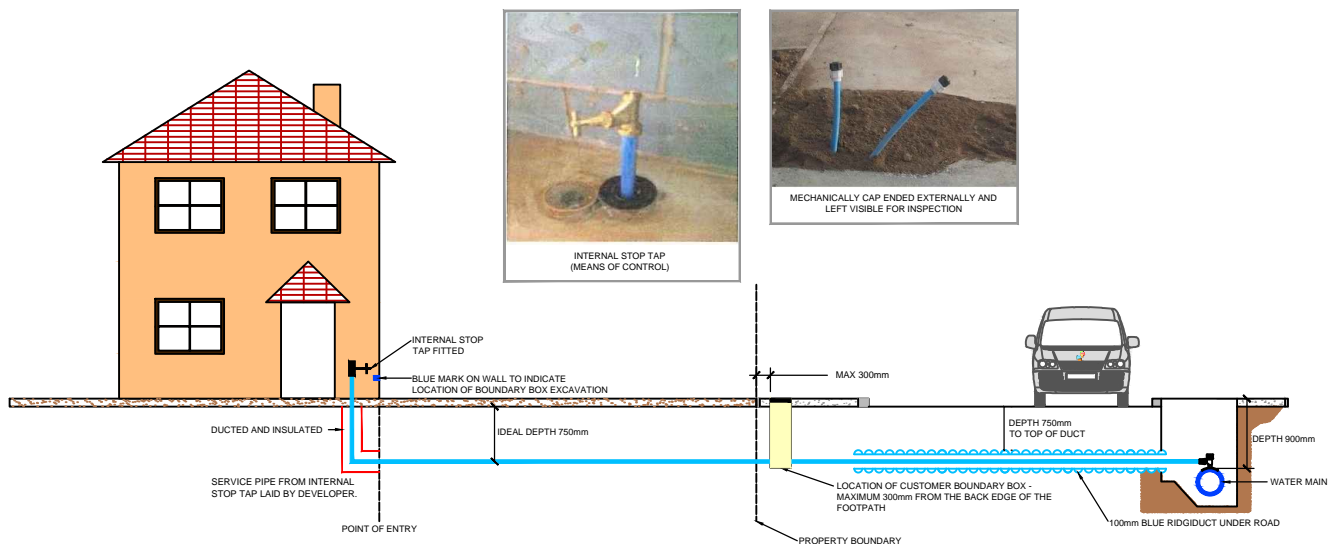 INTERNAL STOP TAP
(MEANS OF CONTROL)
MECHANICALLY CAP ENDED EXTERNALLY AND
LEFT VISIBLE FOR INSPECTION
INTERNAL STOP
TAP FITTED
BLUE MARK ON WALL TO INDICATE
LOCATION OF BOUNDARY BOX EXCAVATION
MAX 300mm
DUCTED AND INSULATED
IDEAL DEPTH 750mm
DEPTH 750mm
TO TOP OF DUCT
DEPTH 900mm
SERVICE PIPE FROM INTERNAL
STOP TAP LAID BY DEVELOPER.
LOCATION OF CUSTOMER BOUNDARY BOX -
MAXIMUM 300mm FROM THE BACK EDGE OF THE
FOOTPATH
WATER MAIN
100mm BLUE RIDGIDUCT UNDER ROAD
POINT OF ENTRY
PROPERTY BOUNDARY